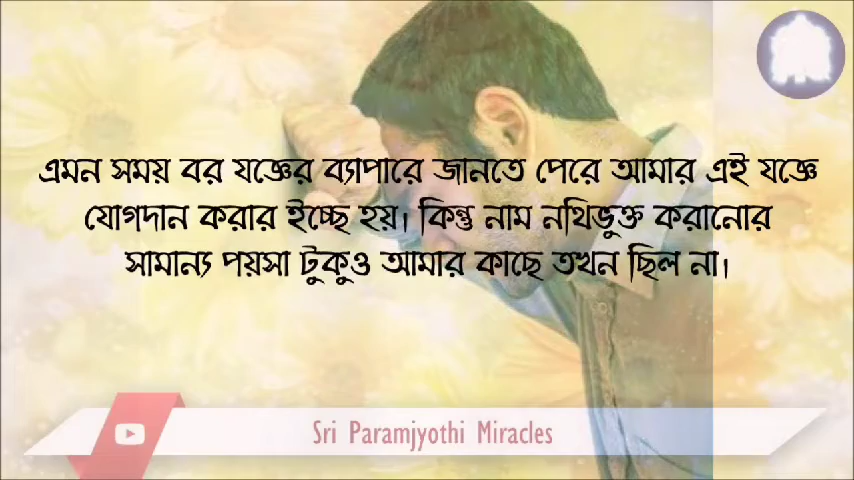 এমন সময় বর যজ্ঞের ব্যাপারে জানতে পেরে আমার এই যজ্ঞে
যোগদান করার ইচ্ছে হয়। কিন্তু নাম নথিভুক্ত করানোর
সামান্য পয়সা টুকুও আমার কাছে তখন ছিল না।
Sri Paramjyothi Miracles